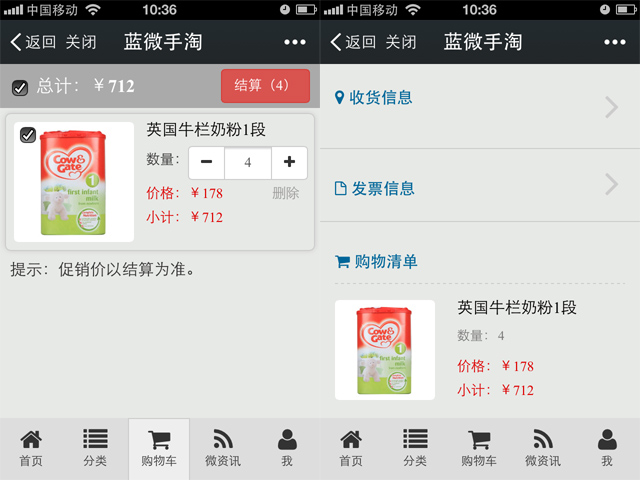 中国移动 10:36
返回 关闭 蓝微手淘
总计：￥712 结算（4）
英国牛栏奶粉1段
数量： 4
价格：￥178 删除
小计：￥712
Cow&
Gate
1
first infant
milk
提示：促销价以结算为准。
首页 分类 购物车 微资讯 我
中国移动 10:36
返回 关闭 蓝微手淘
收货信息
发票信息
购物清单
英国牛栏奶粉1段
数量：4
价格：￥178
小计：￥712
Cow&
Gate
1
first infant
milk
首页 分类 购物车 微资讯 我